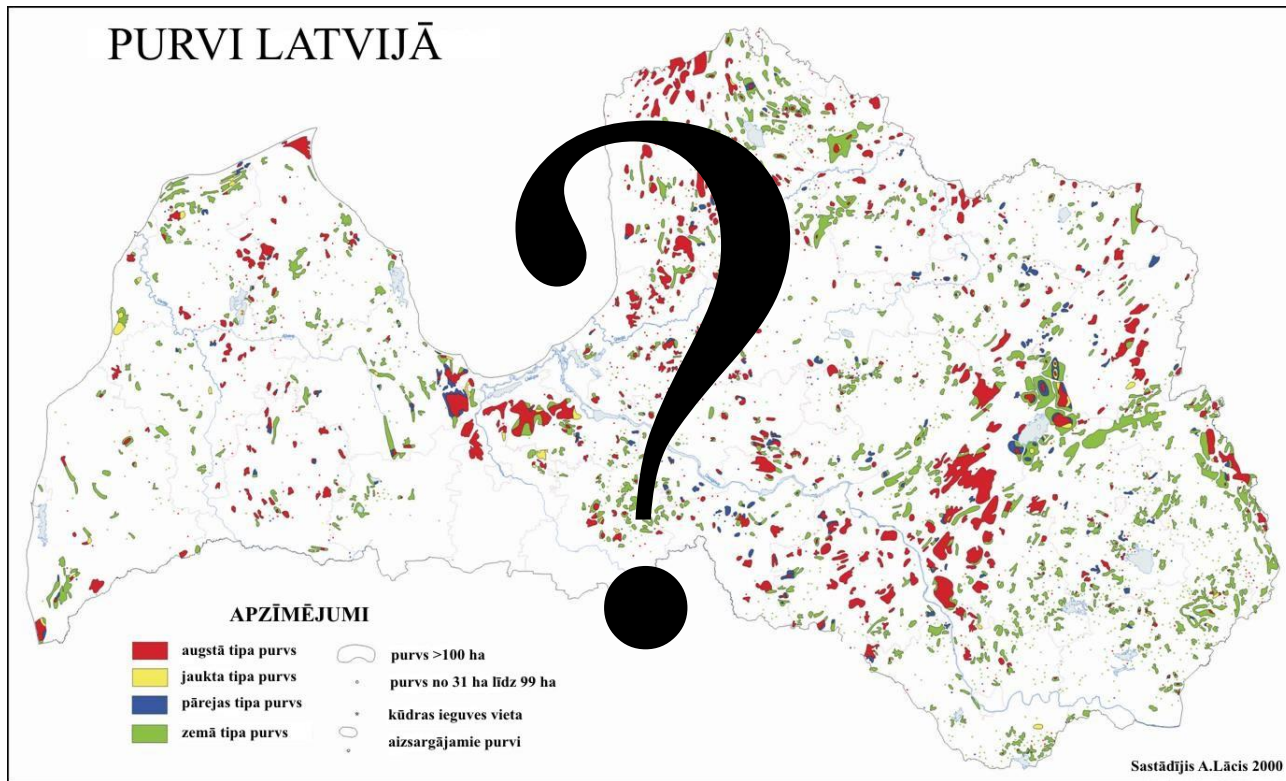 PURVI LATVIJĀ
?
APZĪMĒJUMI
augstā tipa purvs
jaukta tipa purvs
pārejas tipa purvs
zemā tipa purvs
purvs >100 ha
purvs no 31 ha līdz 99 ha
kūdras ieguves vieta
aizsargājamie purvi
Sastādījis A.Lācis 2000